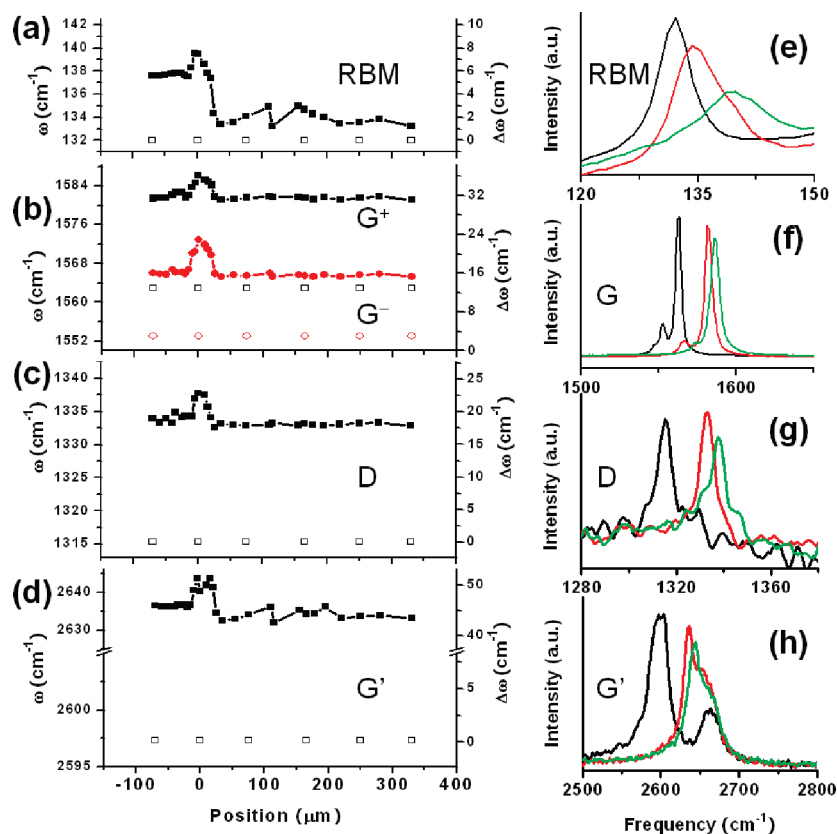 (a)
ω (cm⁻¹)
142
140
138
136
134
132
RBM
10
8
6
4
2
0
Δω (cm⁻¹)
(b)
ω (cm⁻¹)
1584
1576
1568
1560
1552
G⁺
G⁻
32
24
16
8
0
Δω (cm⁻¹)
(c)
ω (cm⁻¹)
1340
1335
1330
1325
1320
1315
D
25
20
15
10
5
0
Δω (cm⁻¹)
(d)
ω (cm⁻¹)
2640
2630
2600
2595
G'
50
45
5
0
Δω (cm⁻¹)
-100
0
100
200
300
400
Position (μm)
(e)
Intensity (a.u.)
RBM
120
135
150
(f)
Intensity (a.u.)
G
1500
1600
(g)
Intensity (a.u.)
D
1280
1320
1360
(h)
Intensity (a.u.)
G'
2500
2600
2700
2800
Frequency (cm⁻¹)